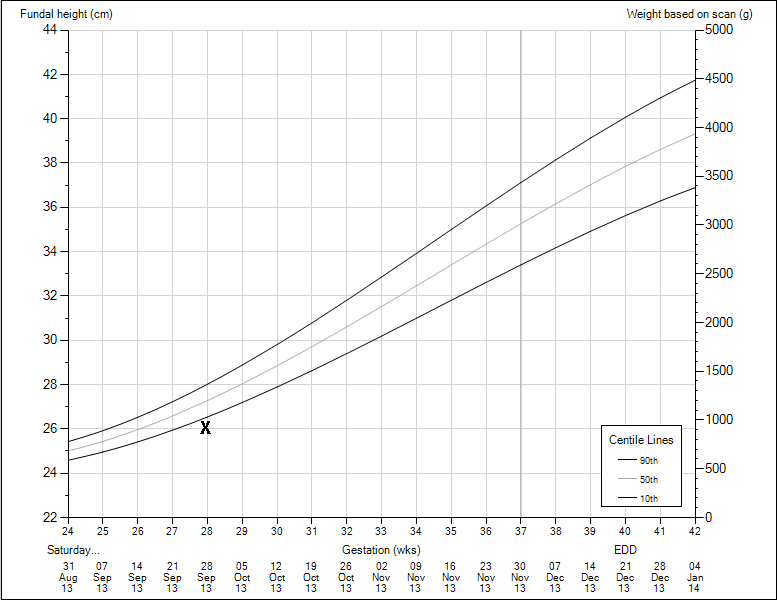 Fundal height (cm) Weight based on scan (g)
44 5000
42 4500
40 4000
38 3500
36 3000
34 2500
32 2000
30 1500
28 1000
26 500
24 0
22
X
Centile Lines
90th
50th
10th
24 25 26 27 28 29 30 31 32 33 34 35 36 37 38 39 40 41 42
Saturday... Gestation (wks) EDD
31 07 14 21 28 05 12 19 26 02 09 16 23 30 07 14 21 28 04
Aug Sep Sep Sep Sep Oct Oct Oct Oct Nov Nov Nov Nov Nov Dec Dec Dec Dec Jan
13 13 13 13 13 13 13 13 13 13 13 13 13 13 13 13 13 13 14